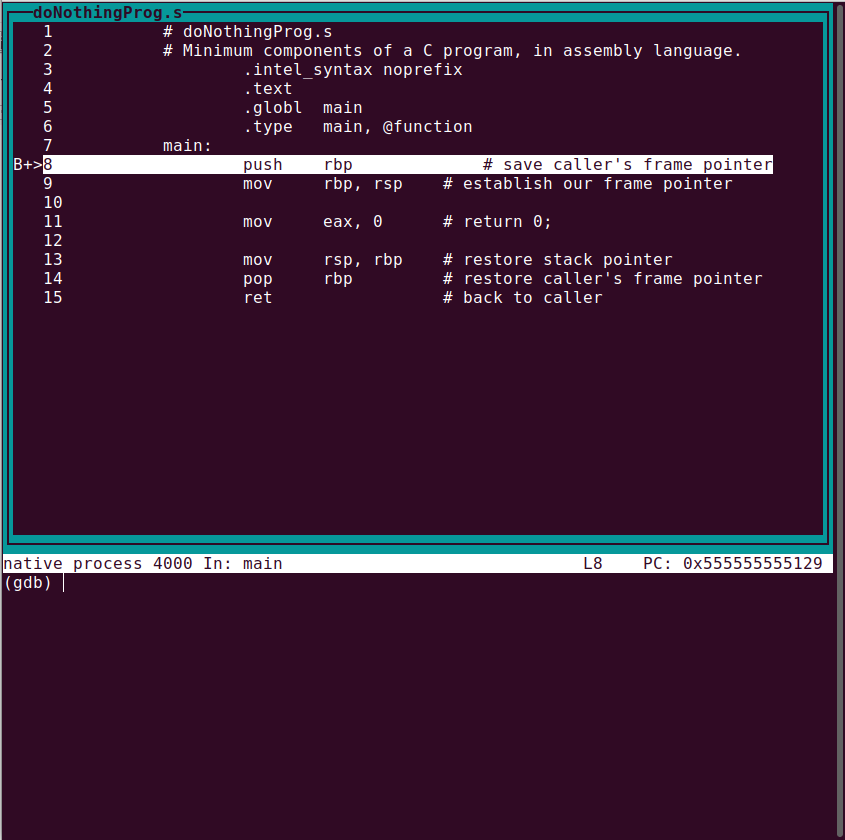 doNothingProg.s
1           # doNothingProg.s
2           # Minimum components of a C program, in assembly language.
3                   .intel_syntax noprefix
4                   .text
5                   .globl  main
6                   .type   main, @function
7           main:
B+>8                   push    rbp             # save caller's frame pointer
9                   mov     rbp, rsp    # establish our frame pointer
10
11                  mov     eax, 0      # return 0;
12
13                  mov     rsp, rbp    # restore stack pointer
14                  pop     rbp         # restore caller's frame pointer
15                  ret                 # back to caller
native process 4000 In: main                              L8    PC: 0x555555555129
(gdb)